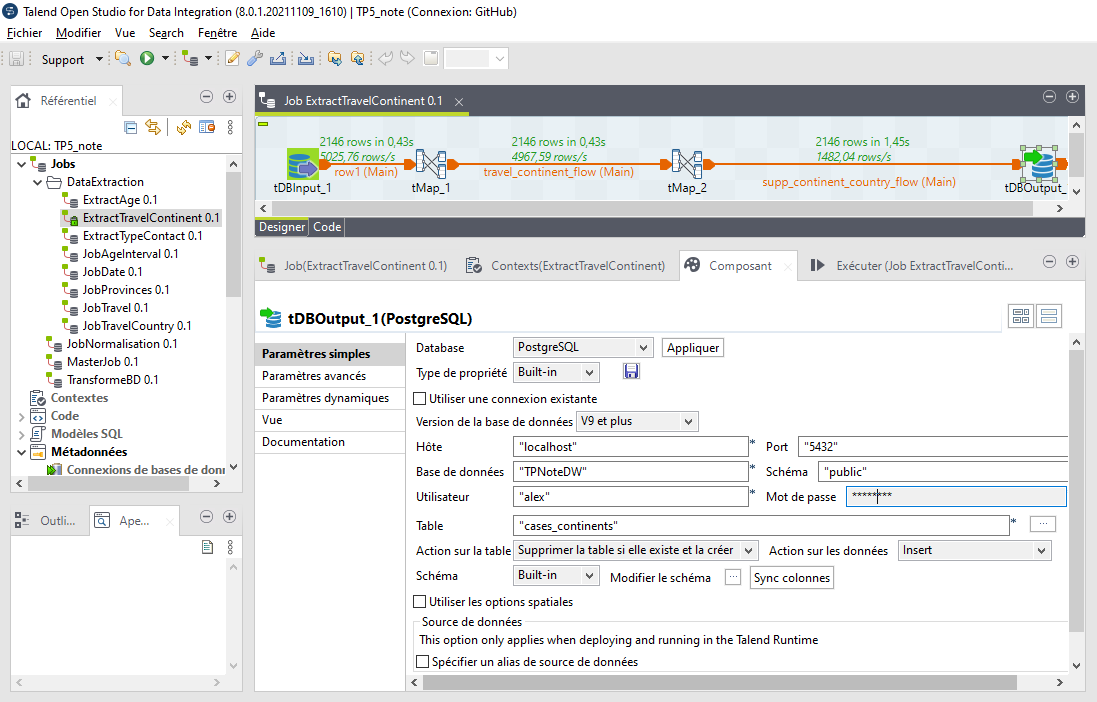 Talend Open Studio for Data Integration (8.0.1.20211109_1610) | TP5_note (Connexion: GitHub)
Fichier Modifier Vue Search Fenêtre Aide
Support
Référentiel
LOCAL: TP5_note
Jobs
DataExtraction
ExtractAge 0.1
ExtractTravelContinent 0.1
ExtractTypeContact 0.1
JobAgeInterval 0.1
JobDate 0.1
JobProvinces 0.1
JobTravel 0.1
JobTravelCountry 0.1
JobNormalisation 0.1
MasterJob 0.1
TransformeBD 0.1
Contextes
Code
Modèles SQL
Métadonnées
Connexions de bases de donn
Outli...
Ape...
Job ExtractTravelContinent 0.1
2146 rows in 0,43s
5025,76 rows/s
row1 (Main)
2146 rows in 0,43s
4967,59 rows/s
travel_continent_flow (Main)
2146 rows in 1,45s
1482,04 rows/s
supp_continent_country_flow (Main)
tDBInput_1
tMap_1
tMap_2
tDBOutput_
Designer Code
Job(ExtractTravelContinent 0.1)
Contexts(ExtractTravelContinent)
Composant
Exécuter (Job ExtractTravelConti...
tDBOutput_1(PostgreSQL)
Paramètres simples
Paramètres avancés
Paramètres dynamiques
Vue
Documentation
Database PostgreSQL Appliquer
Type de propriété Built-in
Utiliser une connexion existante
Version de la base de données V9 et plus
Hôte "localhost" * Port "5432"
Base de données "TPNoteDW" * Schéma "public"
Utilisateur "alex" * Mot de passe ********
Table "cases_continents" * ...
Action sur la table Supprimer la table si elle existe et la créer Action sur les données Insert
Schéma Built-in Modifier le schéma ... Sync colonnes
Utiliser les options spatiales
Source de données
This option only applies when deploying and running in the Talend Runtime
Spécifier un alias de source de données